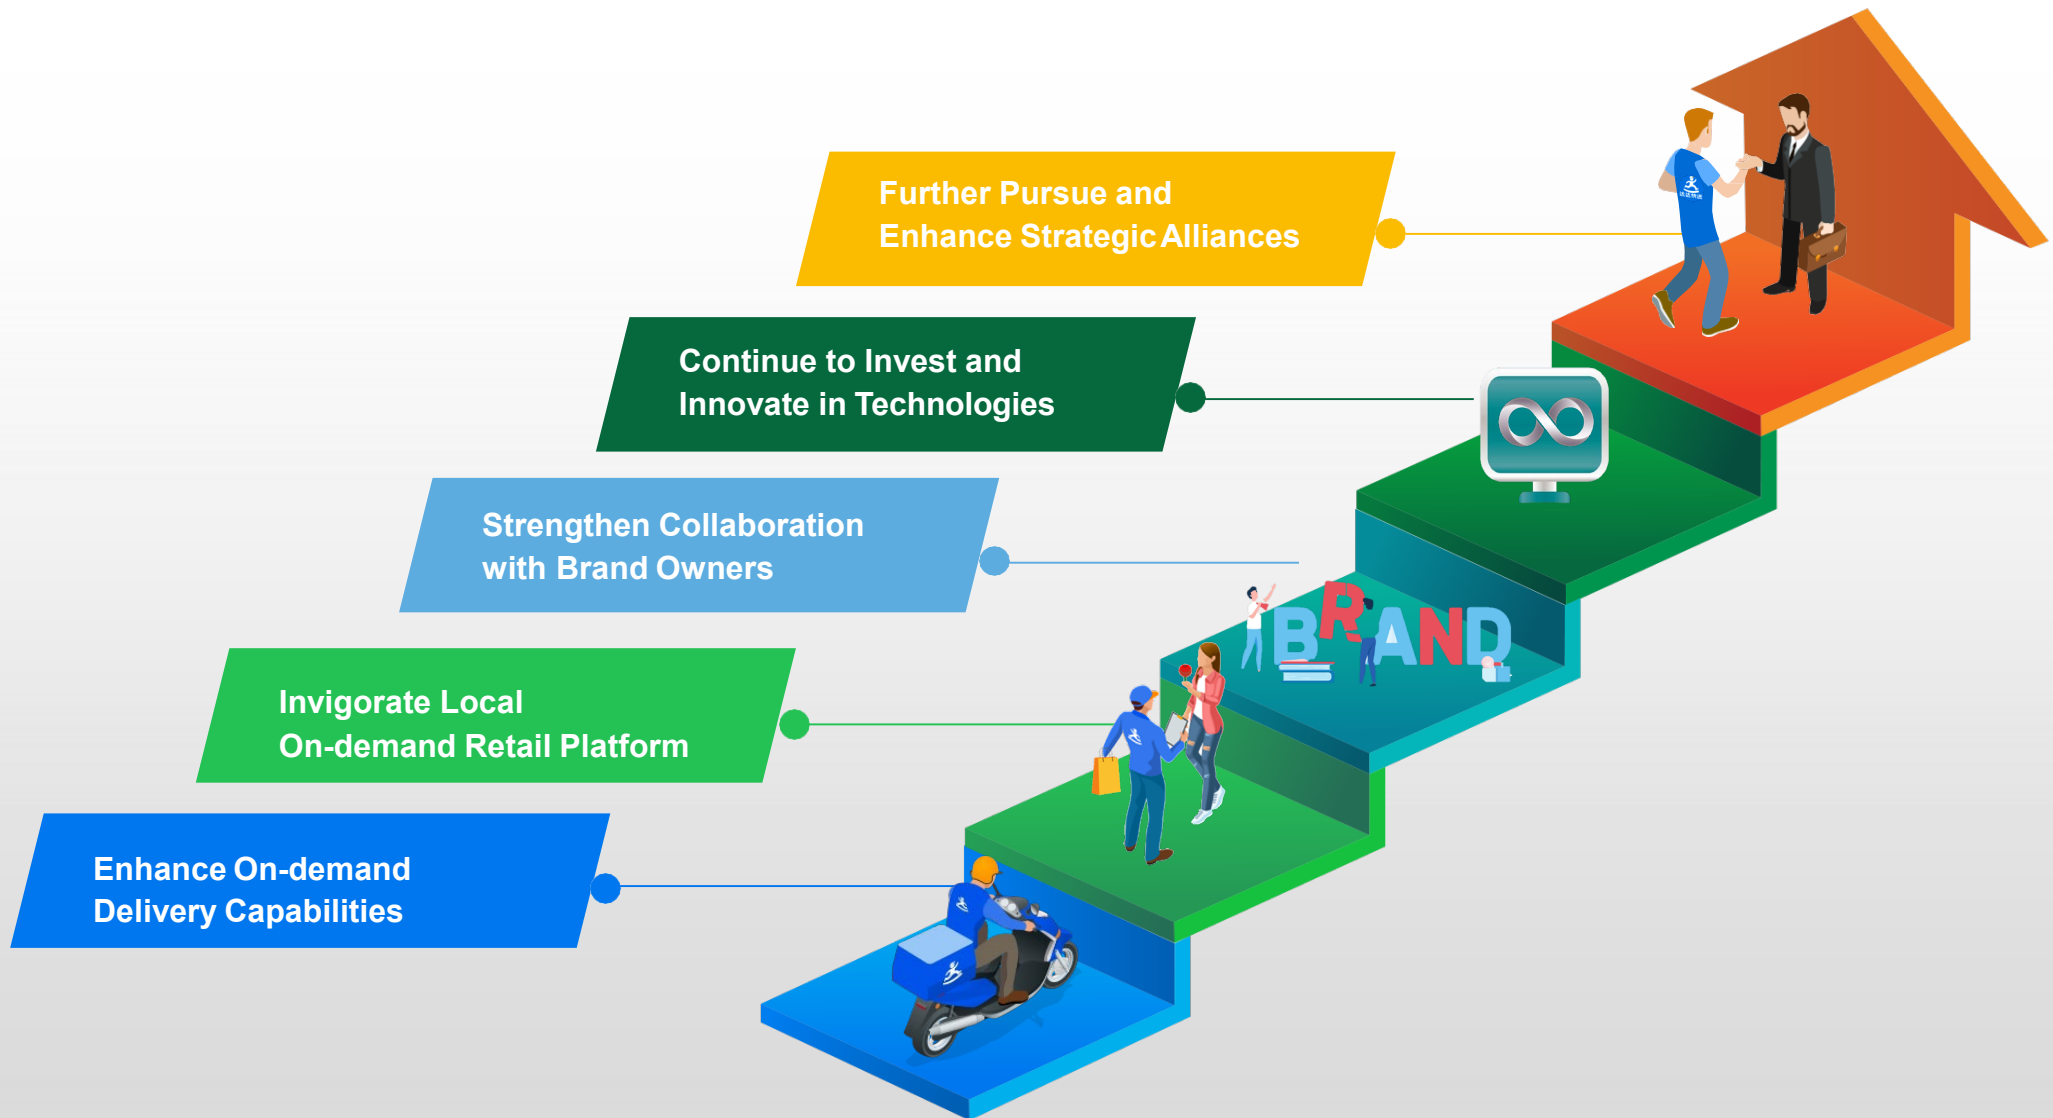 Further Pursue and
Enhance Strategic Alliances
Continue to Invest and
Innovate in Technologies
Strengthen Collaboration
with Brand Owners
BRAND
Invigorate Local
On-demand Retail Platform
Enhance On-demand
Delivery Capabilities